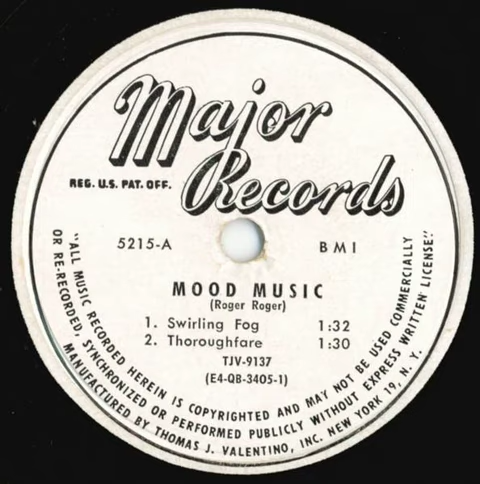 Major
Records
REG. U.S. PAT. OFF.
5215-A
BMI
MOOD MUSIC
(Roger Roger)
1. Swirling Fog 1:32
2. Thoroughfare 1:30
TJV-9137
(E4-QB-3405-1)
"ALL MUSIC RECORDED HEREIN IS COPYRIGHTED AND MAY NOT BE USED COMMERCIALLY
OR RE-RECORDED, SYNCHRONIZED OR PERFORMED PUBLICLY WITHOUT EXPRESS WRITTEN LICENSE"
MANUFACTURED BY THOMAS J. VALENTINO, INC. NEW YORK 19, N. Y.